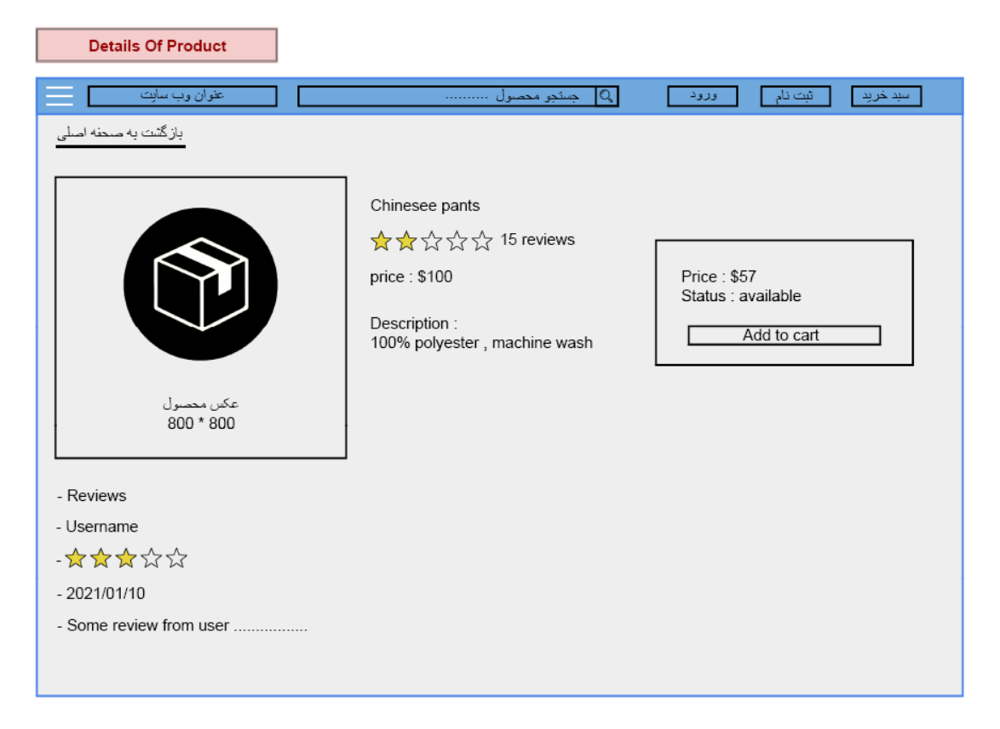 Details Of Product
عنوان وب سایت
جستجو محصول ..........
ورود
ثبت نام
سبد خرید
بازگشت به صحفه اصلی
Chinesee pants
15 reviews
price : $100
Description :
100% polyester , machine wash
Price : $57
Status : available
Add to cart
عکس محصول
800 * 800
- Reviews
- Username
-
- 2021/01/10
- Some review from user .................